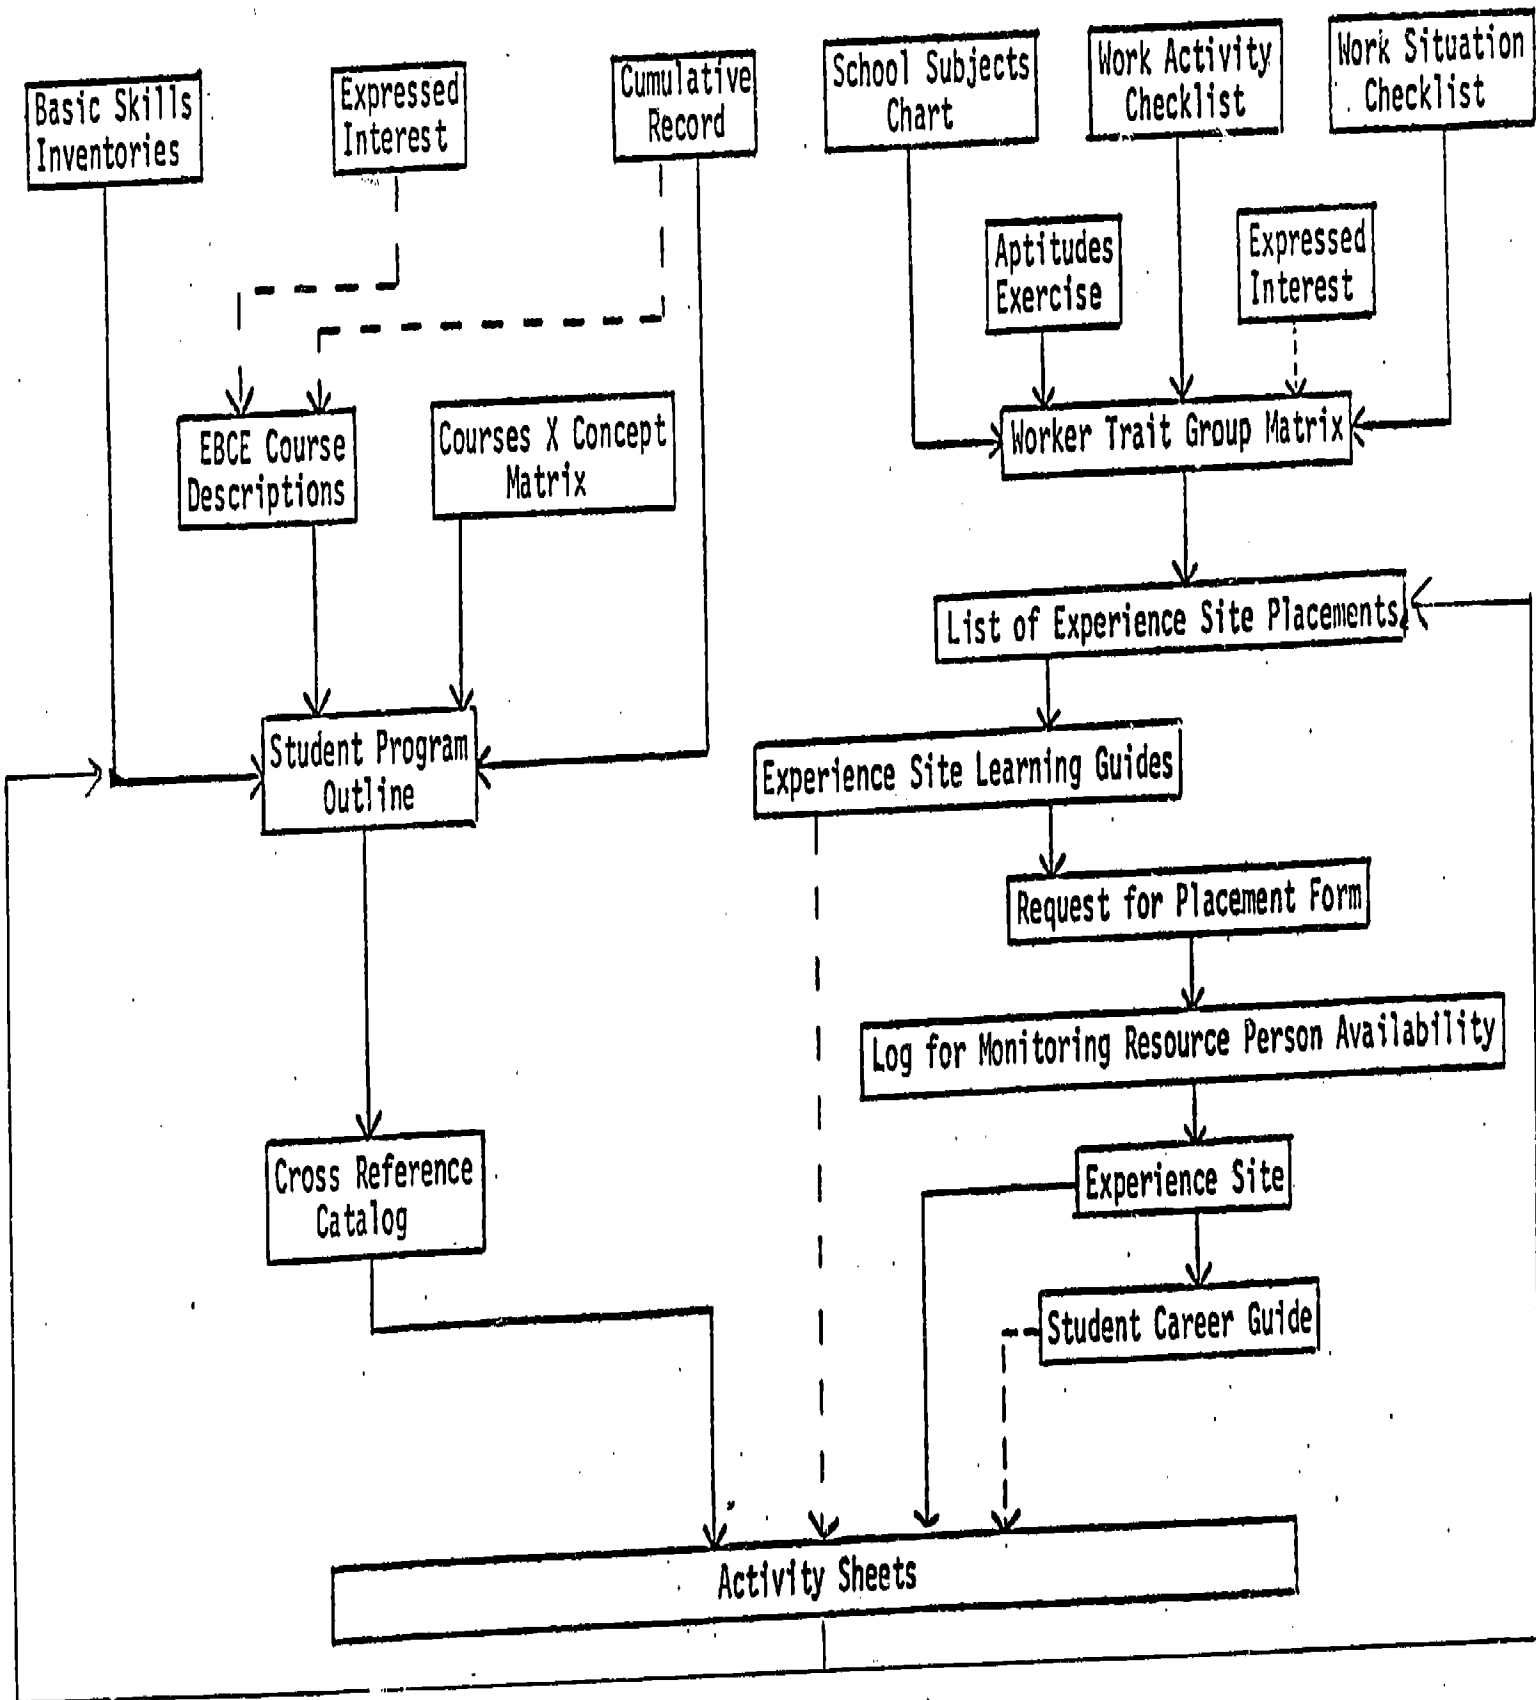 Basic Skills
Inventories
Expressed
Interest
Cumulative
Record
School Subjects
Chart
Work Activity
Checklist
Work Situation
Checklist
Aptitudes
Exercise
Expressed
Interest
EBCE Course
Descriptions
Courses X Concept
Matrix
Worker Trait Group Matrix
List of Experience Site Placements
Student Program
Outline
Experience Site Learning Guides
Request for Placement Form
Log for Monitoring Resource Person Availability
Cross Reference
Catalog
Experience Site
Student Career Guide
Activity Sheets